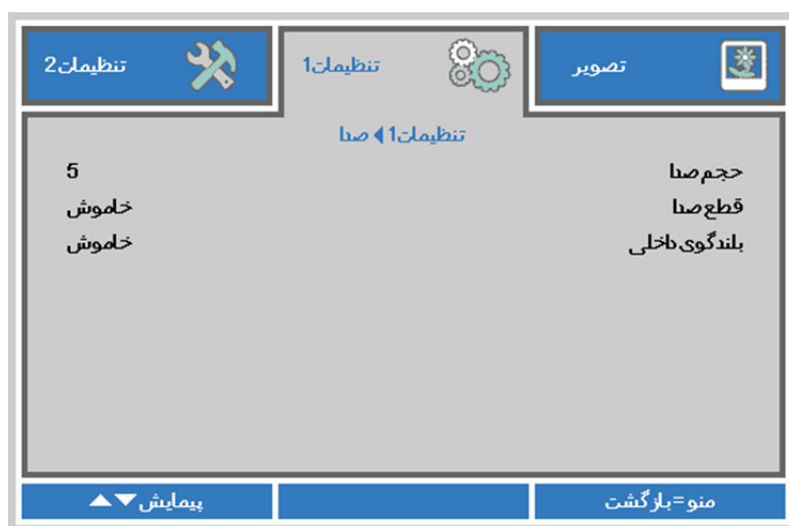 تصویر
تنظیمات1
تنظیمات2
تنظیمات1 صدا
حجم صدا 5
قطع صدا خاموش
بلندگوی داخلی خاموش
منو=بازگشت
پیمایش